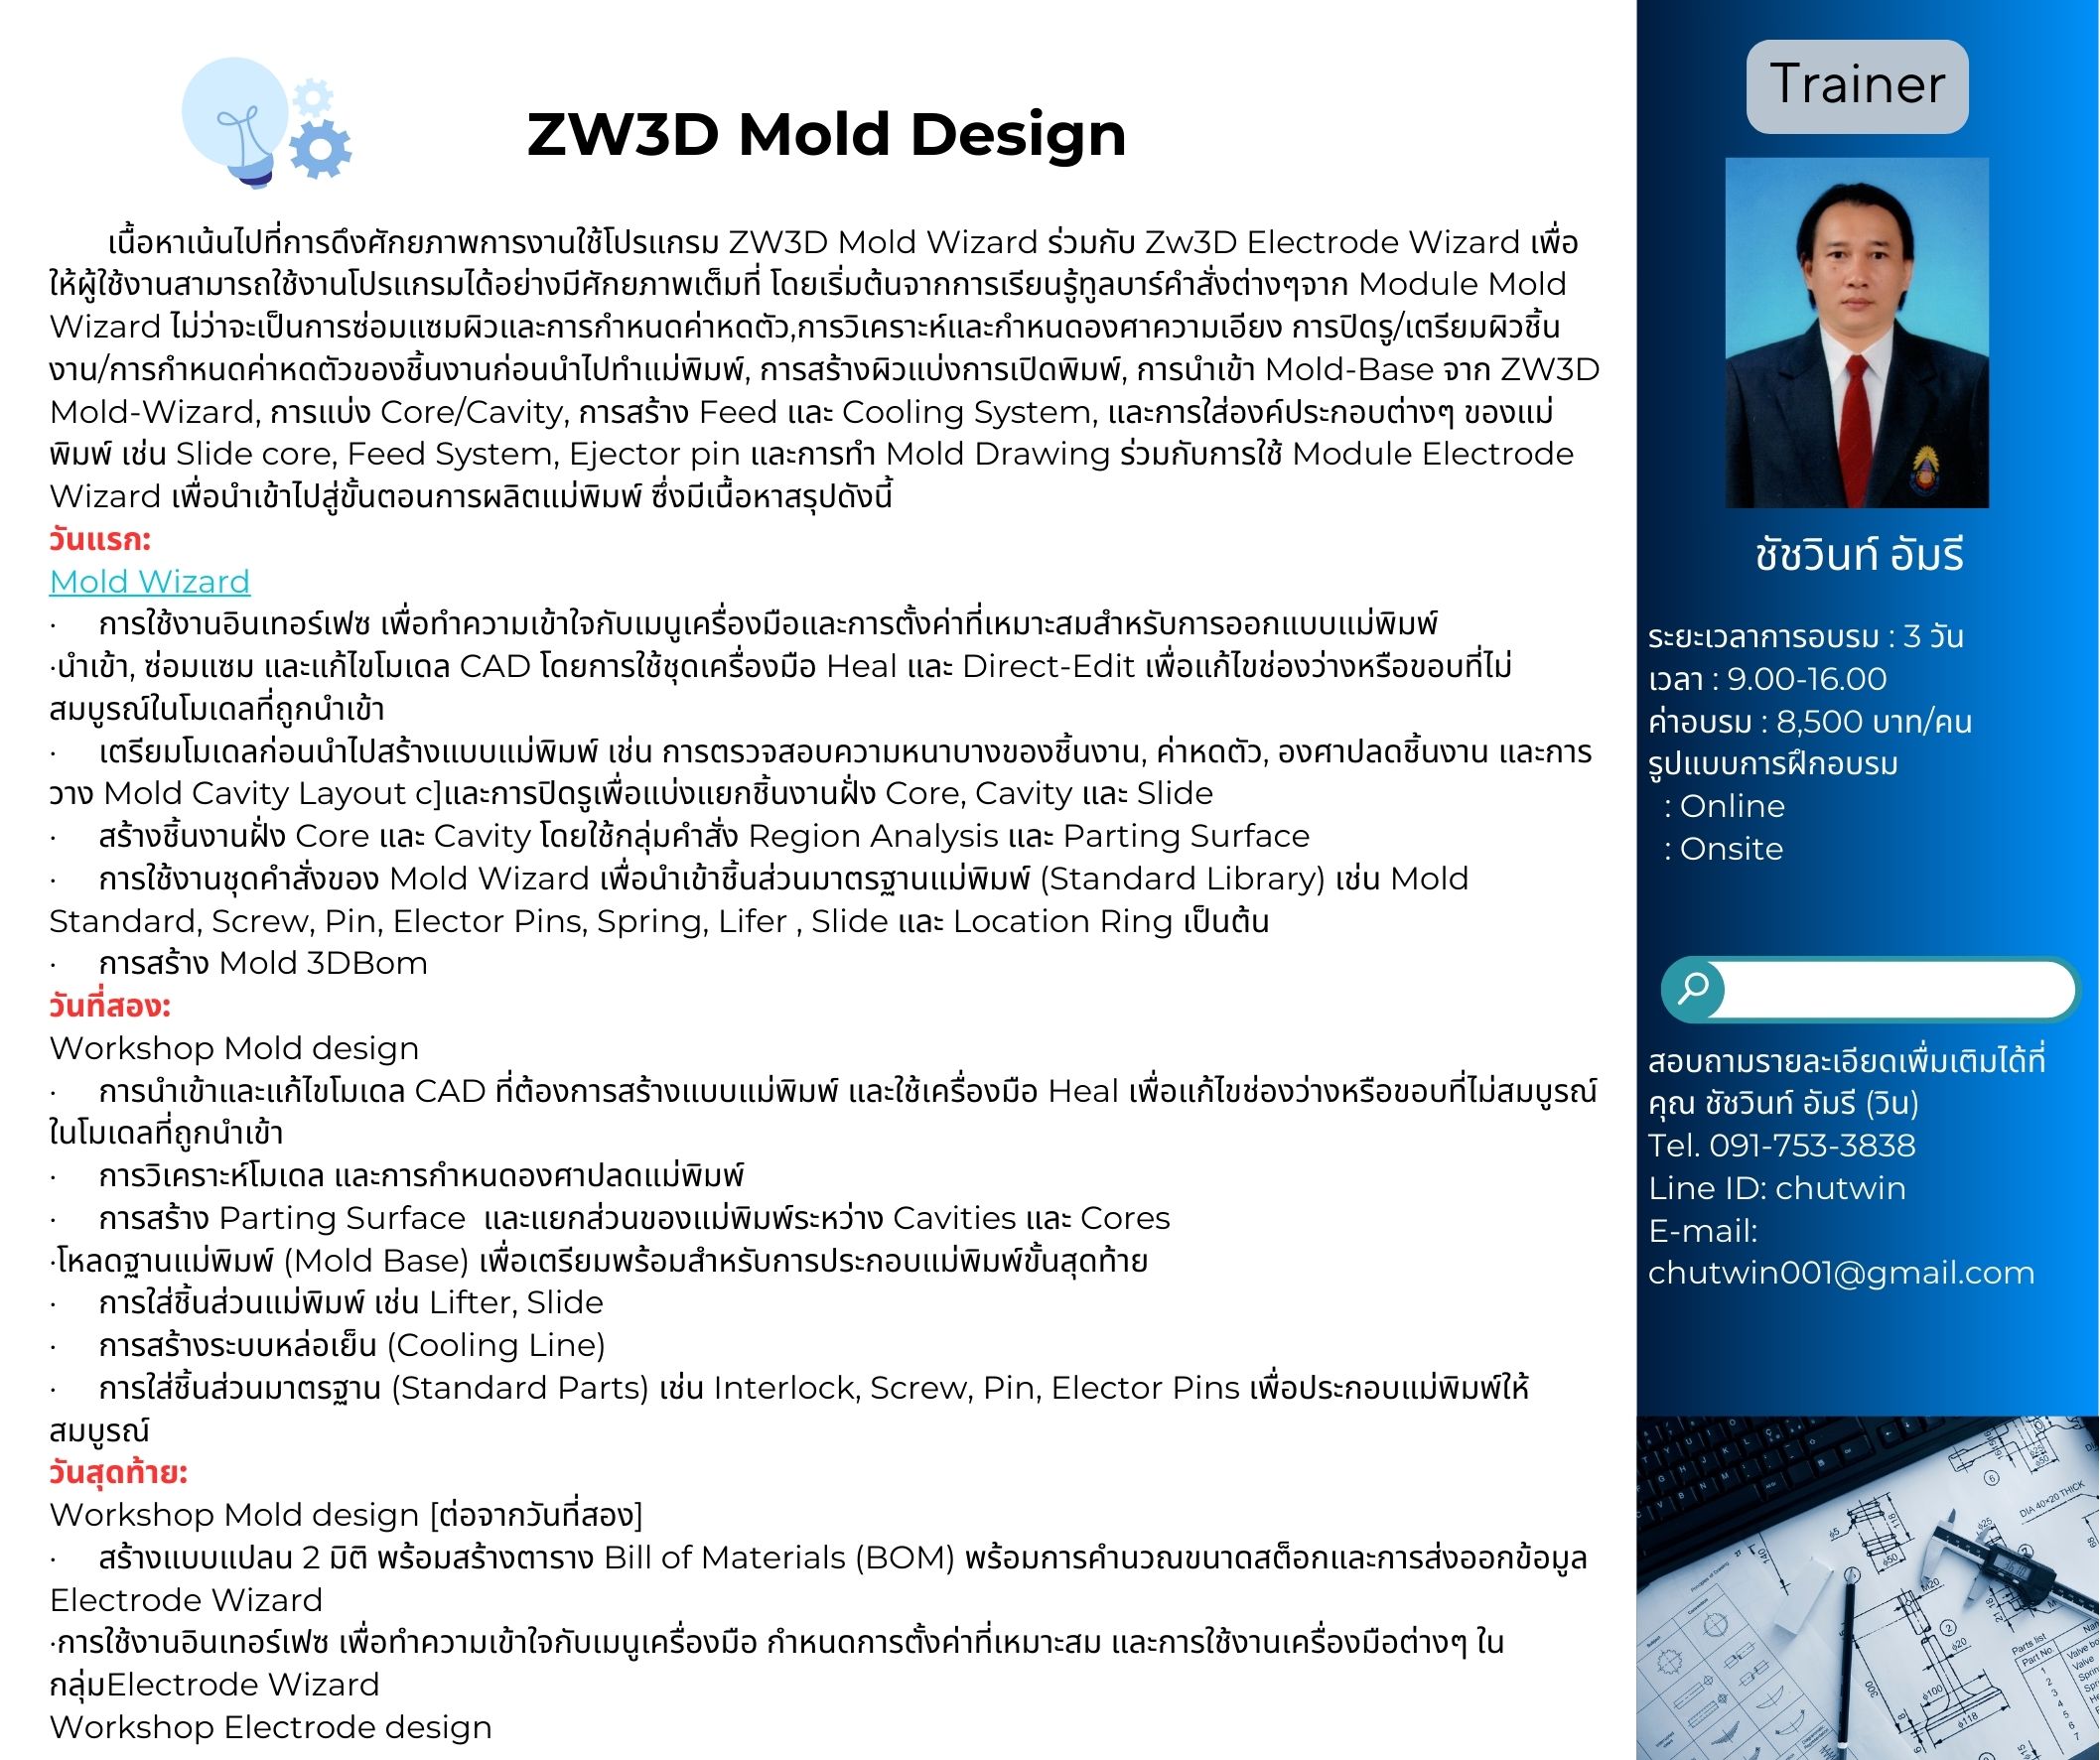 ZW3D Mold Design
เนื้อหาเน้นไปที่การดึงศักยภาพการงานใช้โปรแกรม ZW3D Mold Wizard ร่วมกับ Zw3D Electrode Wizard เพื่อ
ให้ผู้ใช้งานสามารถใช้งานโปรแกรมได้อย่างมีศักยภาพเต็มที่ โดยเริ่มต้นจากการเรียนรู้ทูลบาร์คำสั่งต่างๆจาก Module Mold
Wizard ไม่ว่าจะเป็นการซ่อมแซมผิวและการกำหนดค่าหดตัว,การวิเคราะห์และกำหนดองศาความเอียง การปิดรู/เตรียมผิวชิ้น
งาน/การกำหนดค่าหดตัวของชิ้นงานก่อนนำไปทำแม่พิมพ์, การสร้างผิวแบ่งการเปิดพิมพ์, การนำเข้า Mold-Base จาก ZW3D
Mold-Wizard, การแบ่ง Core/Cavity, การสร้าง Feed และ Cooling System, และการใส่องค์ประกอบต่างๆ ของแม่
พิมพ์ เช่น Slide core, Feed System, Ejector pin และการทำ Mold Drawing ร่วมกับการใช้ Module Electrode
Wizard เพื่อนำเข้าไปสู่ขั้นตอนการผลิตแม่พิมพ์ ซึ่งมีเนื้อหาสรุปดังนี้
วันแรก:
Mold Wizard
· การใช้งานอินเทอร์เฟซ เพื่อทำความเข้าใจกับเมนูเครื่องมือและการตั้งค่าที่เหมาะสมสำหรับการออกแบบแม่พิมพ์
·นำเข้า, ซ่อมแซม และแก้ไขโมเดล CAD โดยการใช้ชุดเครื่องมือ Heal และ Direct-Edit เพื่อแก้ไขช่องว่างหรือขอบที่ไม่
สมบูรณ์ในโมเดลที่ถูกนำเข้า
· เตรียมโมเดลก่อนนำไปสร้างแบบแม่พิมพ์ เช่น การตรวจสอบความหนาบางของชิ้นงาน, ค่าหดตัว, องศาปลดชิ้นงาน และการ
วาง Mold Cavity Layout c]และการปิดรูเพื่อแบ่งแยกชิ้นงานฝั่ง Core, Cavity และ Slide
· สร้างชิ้นงานฝั่ง Core และ Cavity โดยใช้กลุ่มคำสั่ง Region Analysis และ Parting Surface
· การใช้งานชุดคำสั่งของ Mold Wizard เพื่อนำเข้าชิ้นส่วนมาตรฐานแม่พิมพ์ (Standard Library) เช่น Mold
Standard, Screw, Pin, Elector Pins, Spring, Lifer , Slide และ Location Ring เป็นต้น
· การสร้าง Mold 3DBom
วันที่สอง:
Workshop Mold design
· การนำเข้าและแก้ไขโมเดล CAD ที่ต้องการสร้างแบบแม่พิมพ์ และใช้เครื่องมือ Heal เพื่อแก้ไขช่องว่างหรือขอบที่ไม่สมบูรณ์
ในโมเดลที่ถูกนำเข้า
· การวิเคราะห์โมเดล และการกำหนดองศาปลดแม่พิมพ์
· การสร้าง Parting Surface และแยกส่วนของแม่พิมพ์ระหว่าง Cavities และ Cores
·โหลดฐานแม่พิมพ์ (Mold Base) เพื่อเตรียมพร้อมสำหรับการประกอบแม่พิมพ์ขั้นสุดท้าย
· การใส่ชิ้นส่วนแม่พิมพ์ เช่น Lifter, Slide
· การสร้างระบบหล่อเย็น (Cooling Line)
· การใส่ชิ้นส่วนมาตรฐาน (Standard Parts) เช่น Interlock, Screw, Pin, Elector Pins เพื่อประกอบแม่พิมพ์ให้
สมบูรณ์
วันสุดท้าย:
Workshop Mold design [ต่อจากวันที่สอง]
· สร้างแบบแปลน 2 มิติ พร้อมสร้างตาราง Bill of Materials (BOM) พร้อมการคำนวณขนาดสต็อกและการส่งออกข้อมูล
Electrode Wizard
·การใช้งานอินเทอร์เฟซ เพื่อทำความเข้าใจกับเมนูเครื่องมือ กำหนดการตั้งค่าที่เหมาะสม และการใช้งานเครื่องมือต่างๆ ใน
กลุ่มElectrode Wizard
Workshop Electrode design
Trainer
ชัชวินท์ อัมรี
ระยะเวลาการอบรม : 3 วัน
เวลา : 9.00-16.00
ค่าอบรม : 8,500 บาท/คน
รูปแบบการฝึกอบรม
: Online
: Onsite
สอบถามรายละเอียดเพิ่มเติมได้ที่
คุณ ชัชวินท์ อัมรี (วิน)
Tel. 091-753-3838
Line ID: chutwin
E-mail:
chutwin001@gmail.com
DIA 40×20 THICK
Parts list
Part No.